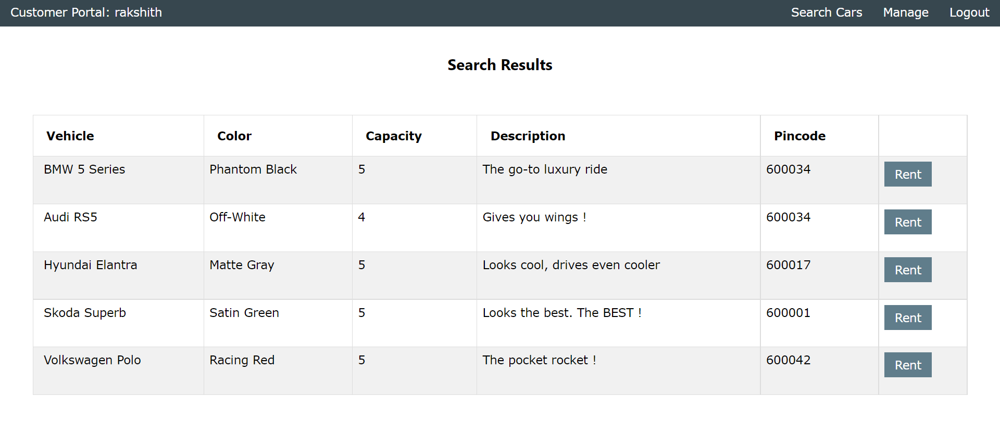 Customer Portal: rakshith Search Cars Manage Logout
Search Results
Vehicle Color Capacity Description Pincode
BMW 5 Series Phantom Black 5 The go-to luxury ride 600034 Rent
Audi RS5 Off-White 4 Gives you wings ! 600034 Rent
Hyundai Elantra Matte Gray 5 Looks cool, drives even cooler 600017 Rent
Skoda Superb Satin Green 5 Looks the best. The BEST ! 600001 Rent
Volkswagen Polo Racing Red 5 The pocket rocket ! 600042 Rent